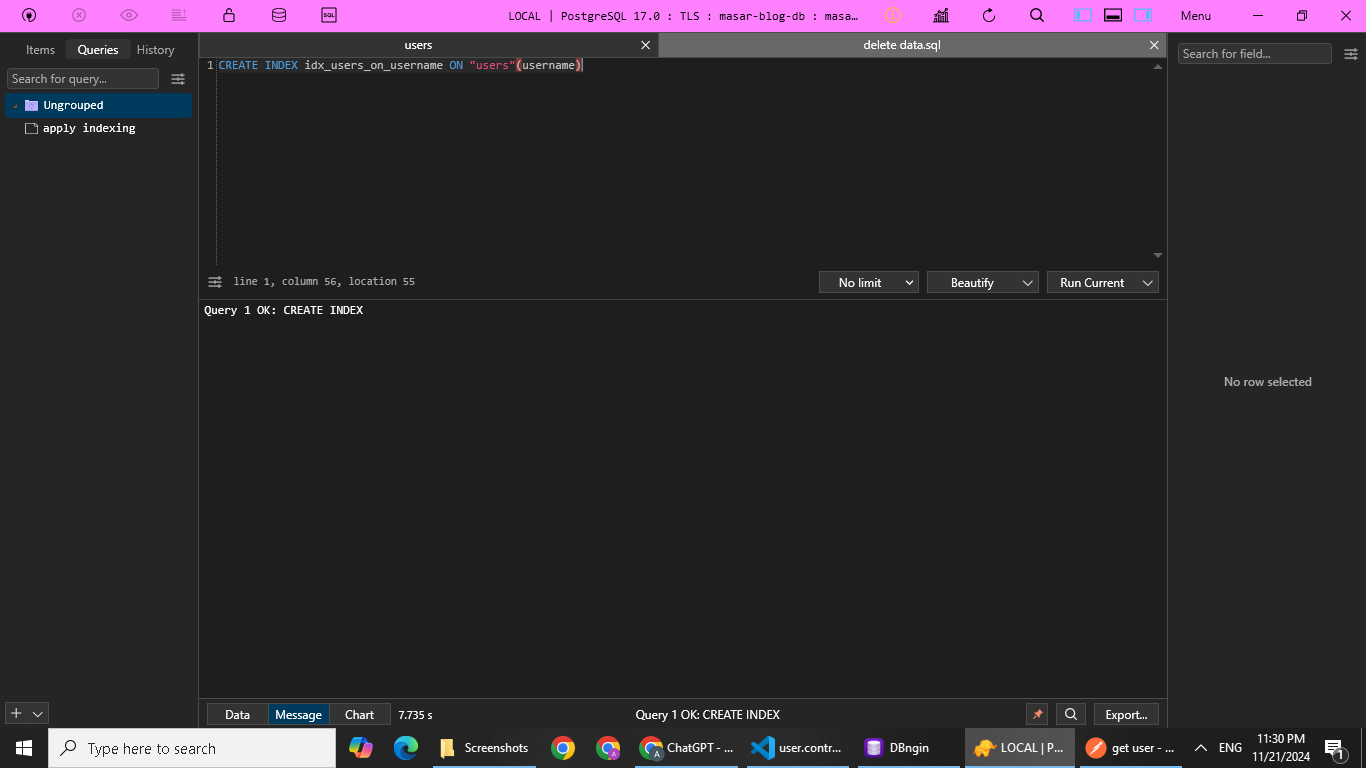 SQL
LOCAL | PostgreSQL 17.0 : TLS : masar-blog-db : masa...
Menu
Items
Queries
History
users
delete data.sql
Search for query...
Search for field...
Ungrouped
apply indexing
1
CREATE INDEX idx_users_on_username ON "users"(username)
line 1, column 56, location 55
No limit
Beautify
Run Current
Query 1 OK: CREATE INDEX
No row selected
Data
Message
Chart
7.735 s
Query 1 OK: CREATE INDEX
Export...
Type here to search
Screenshots
A
A
ChatGPT - ...
user.contr...
DBngin
LOCAL | P...
get user - ...
ENG
11:30 PM
11/21/2024
1